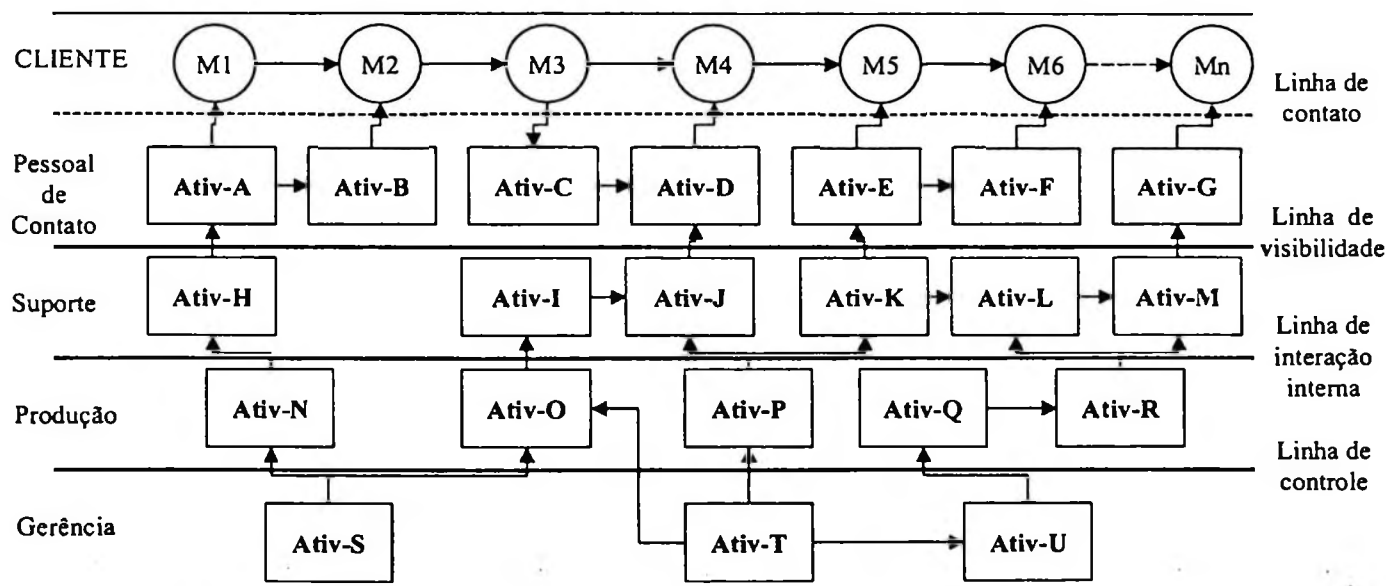 CLIENTE
M1
M2
M3
M4
M5
M6
Mn
Linha de
contato
Pessoal
de
Contato
Ativ-A
Ativ-B
Ativ-C
Ativ-D
Ativ-E
Ativ-F
Ativ-G
Linha de
visibilidade
Suporte
Ativ-H
Ativ-I
Ativ-J
Ativ-K
Ativ-L
Ativ-M
Linha de
interação
interna
Produção
Ativ-N
Ativ-O
Ativ-P
Ativ-Q
Ativ-R
Linha de
controle
Gerência
Ativ-S
Ativ-T
Ativ-U